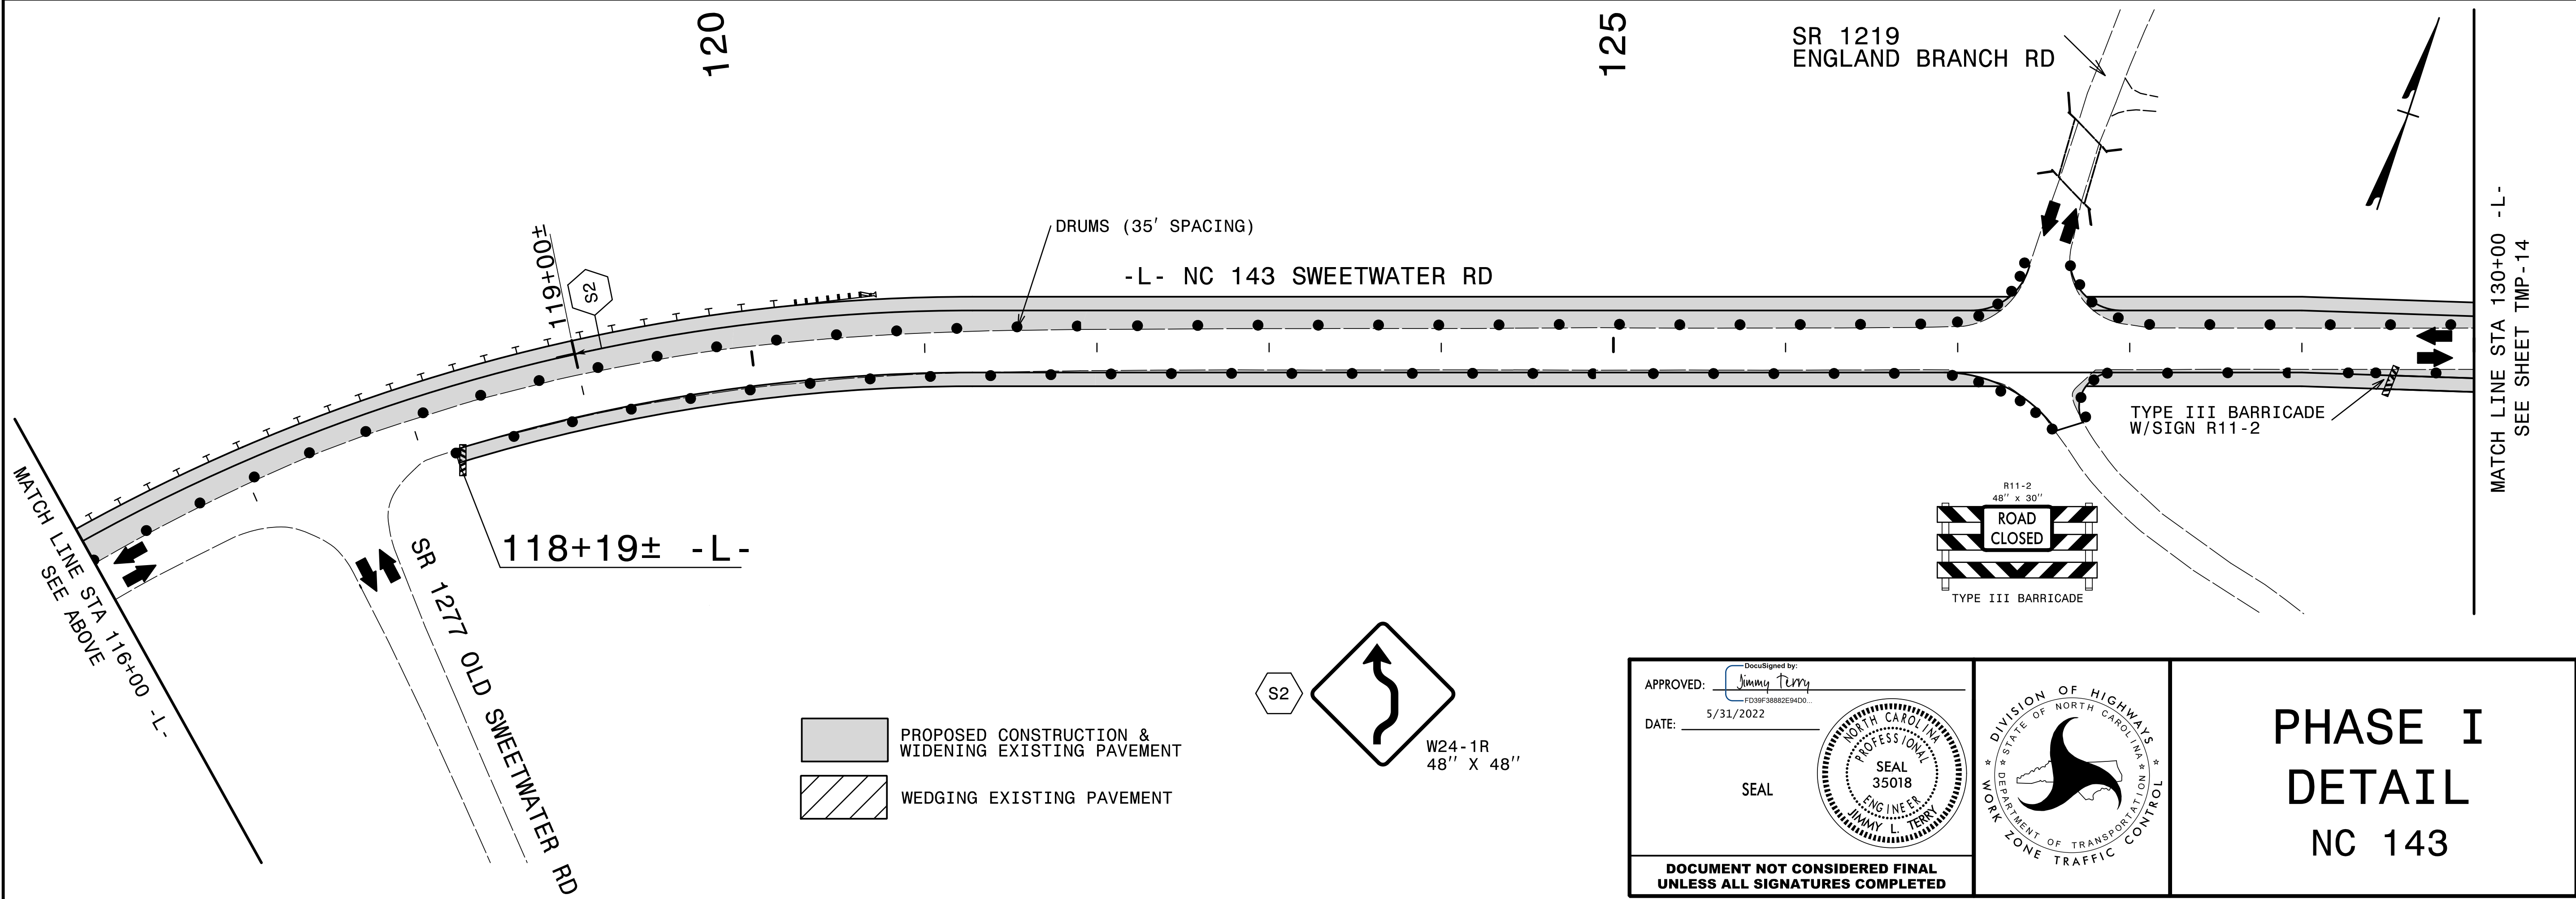 120
125
SR 1219
ENGLAND BRANCH RD
119+00±
S2
DRUMS (35' SPACING)
-L- NC 143 SWEETWATER RD
MATCH LINE STA 130+00 -L-
SEE SHEET TMP-14
TYPE III BARRICADE
W/SIGN R11-2
MATCH LINE STA 116+00 -L-
SEE ABOVE
118+19± -L-
SR 1277 OLD SWEETWATER RD
R11-2
48" x 30"
ROAD
CLOSED
TYPE III BARRICADE
PROPOSED CONSTRUCTION &
WIDENING EXISTING PAVEMENT
WEDGING EXISTING PAVEMENT
S2
W24-1R
48" X 48"
DocuSigned by:
APPROVED: Jimmy Terry
FD39F38882E94D0...
DATE: 5/31/2022
SEAL
NORTH CAROLINA
PROFESSIONAL
SEAL
35018
ENGINEER
JIMMY L. TERRY
DOCUMENT NOT CONSIDERED FINAL
UNLESS ALL SIGNATURES COMPLETED
DIVISION OF HIGHWAYS
STATE OF NORTH CAROLINA
DEPARTMENT OF TRANSPORTATION
WORK ZONE TRAFFIC CONTROL
PHASE I
DETAIL
NC 143